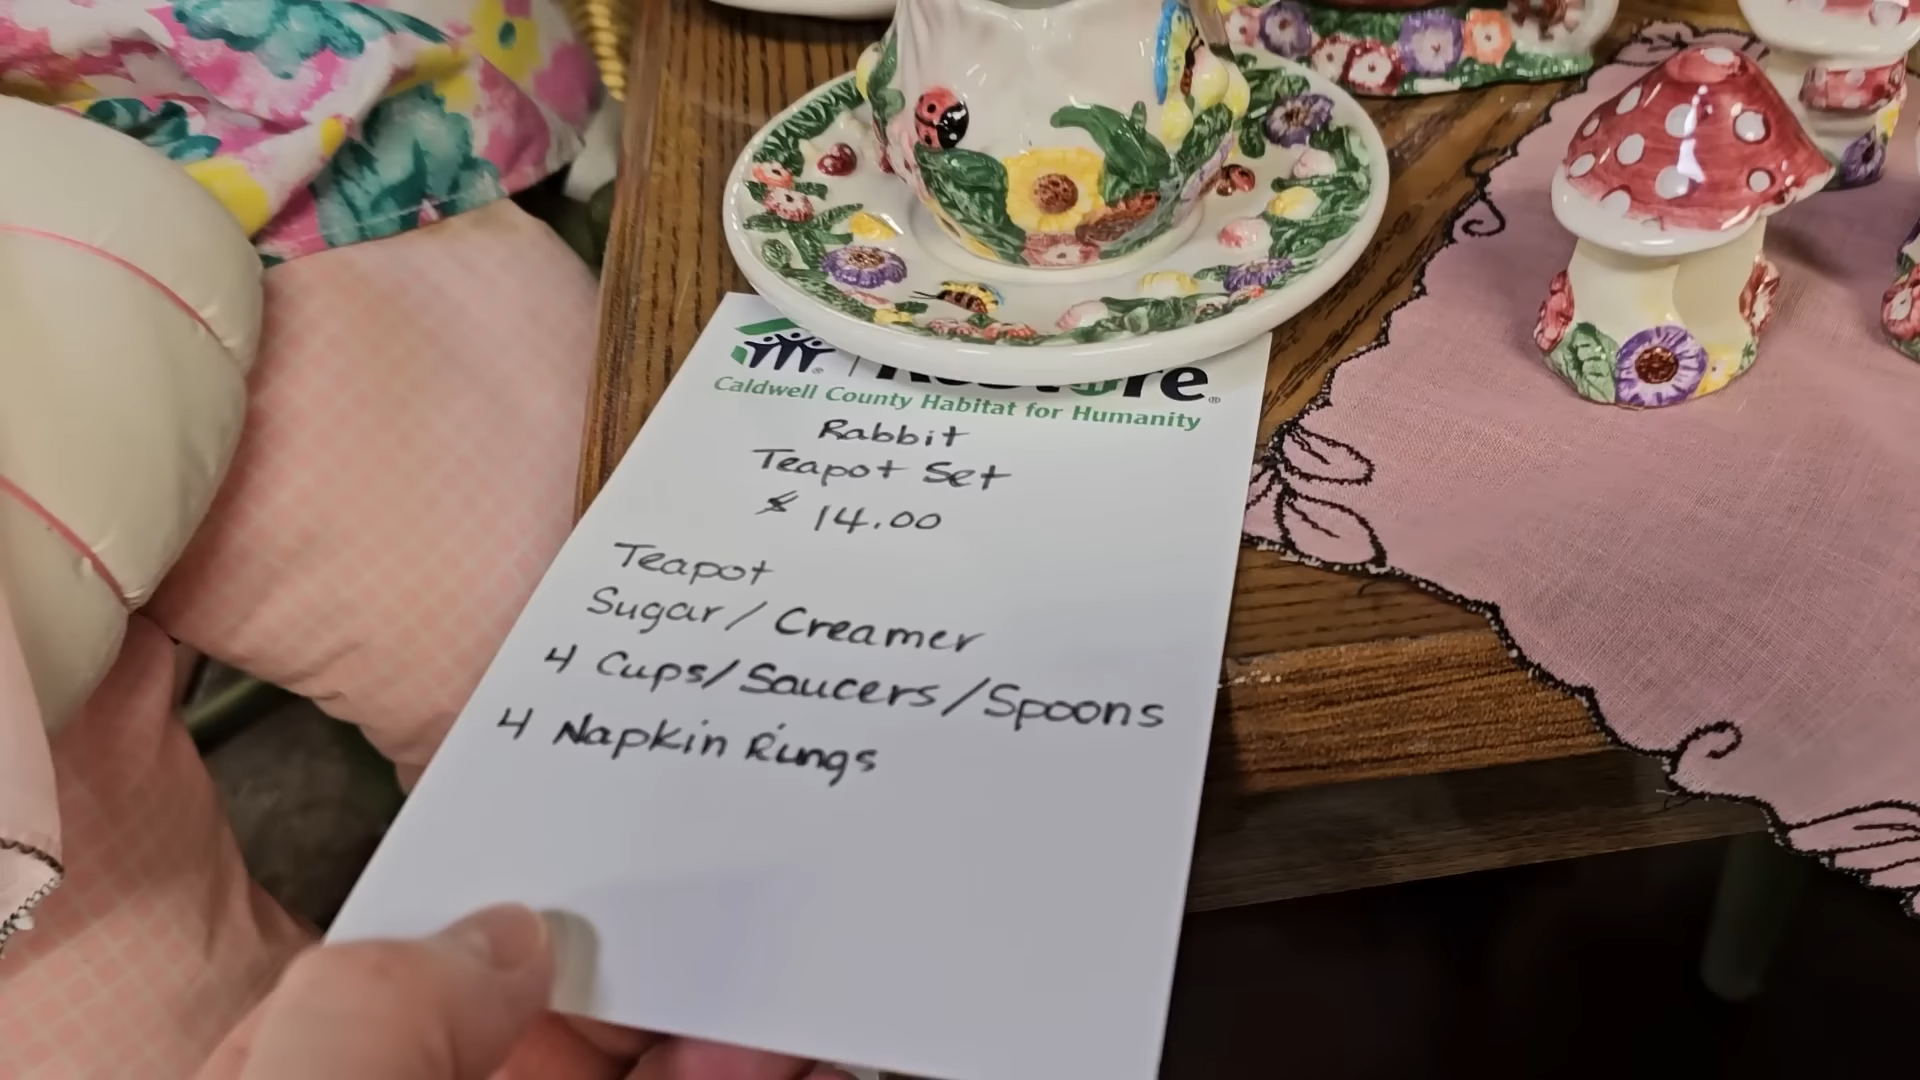 ReStore®
Caldwell County Habitat for Humanity
Rabbit
Teapot Set
$ 14.00
Teapot
Sugar / Creamer
4 Cups/Saucers/Spoons
4 Napkin Rings